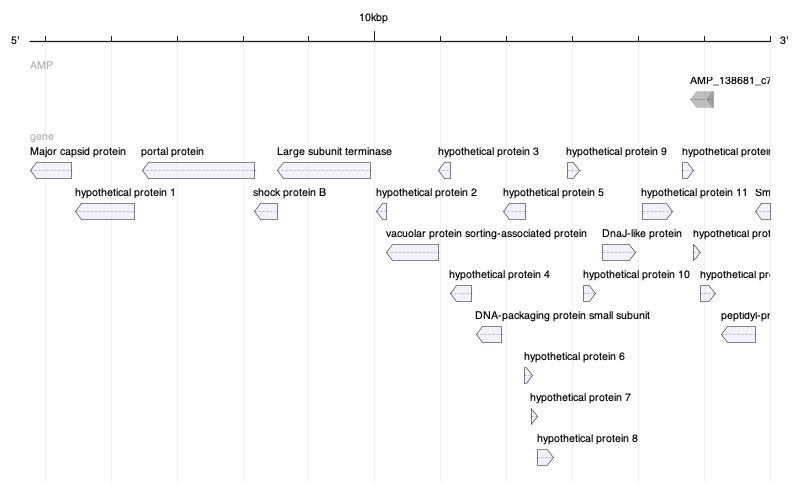 10kbp
5' 3'
AMP
AMP_138681_c7
gene
Major capsid protein portal protein Large subunit terminase hypothetical protein 3 hypothetical protein 9 hypothetical protein
hypothetical protein 1 shock protein B hypothetical protein 2 hypothetical protein 5 hypothetical protein 11 Sm
vacuolar protein sorting-associated protein DnaJ-like protein hypothetical prot
hypothetical protein 4 hypothetical protein 10 hypothetical pr
DNA-packaging protein small subunit peptidyl-pr
hypothetical protein 6
hypothetical protein 7
hypothetical protein 8